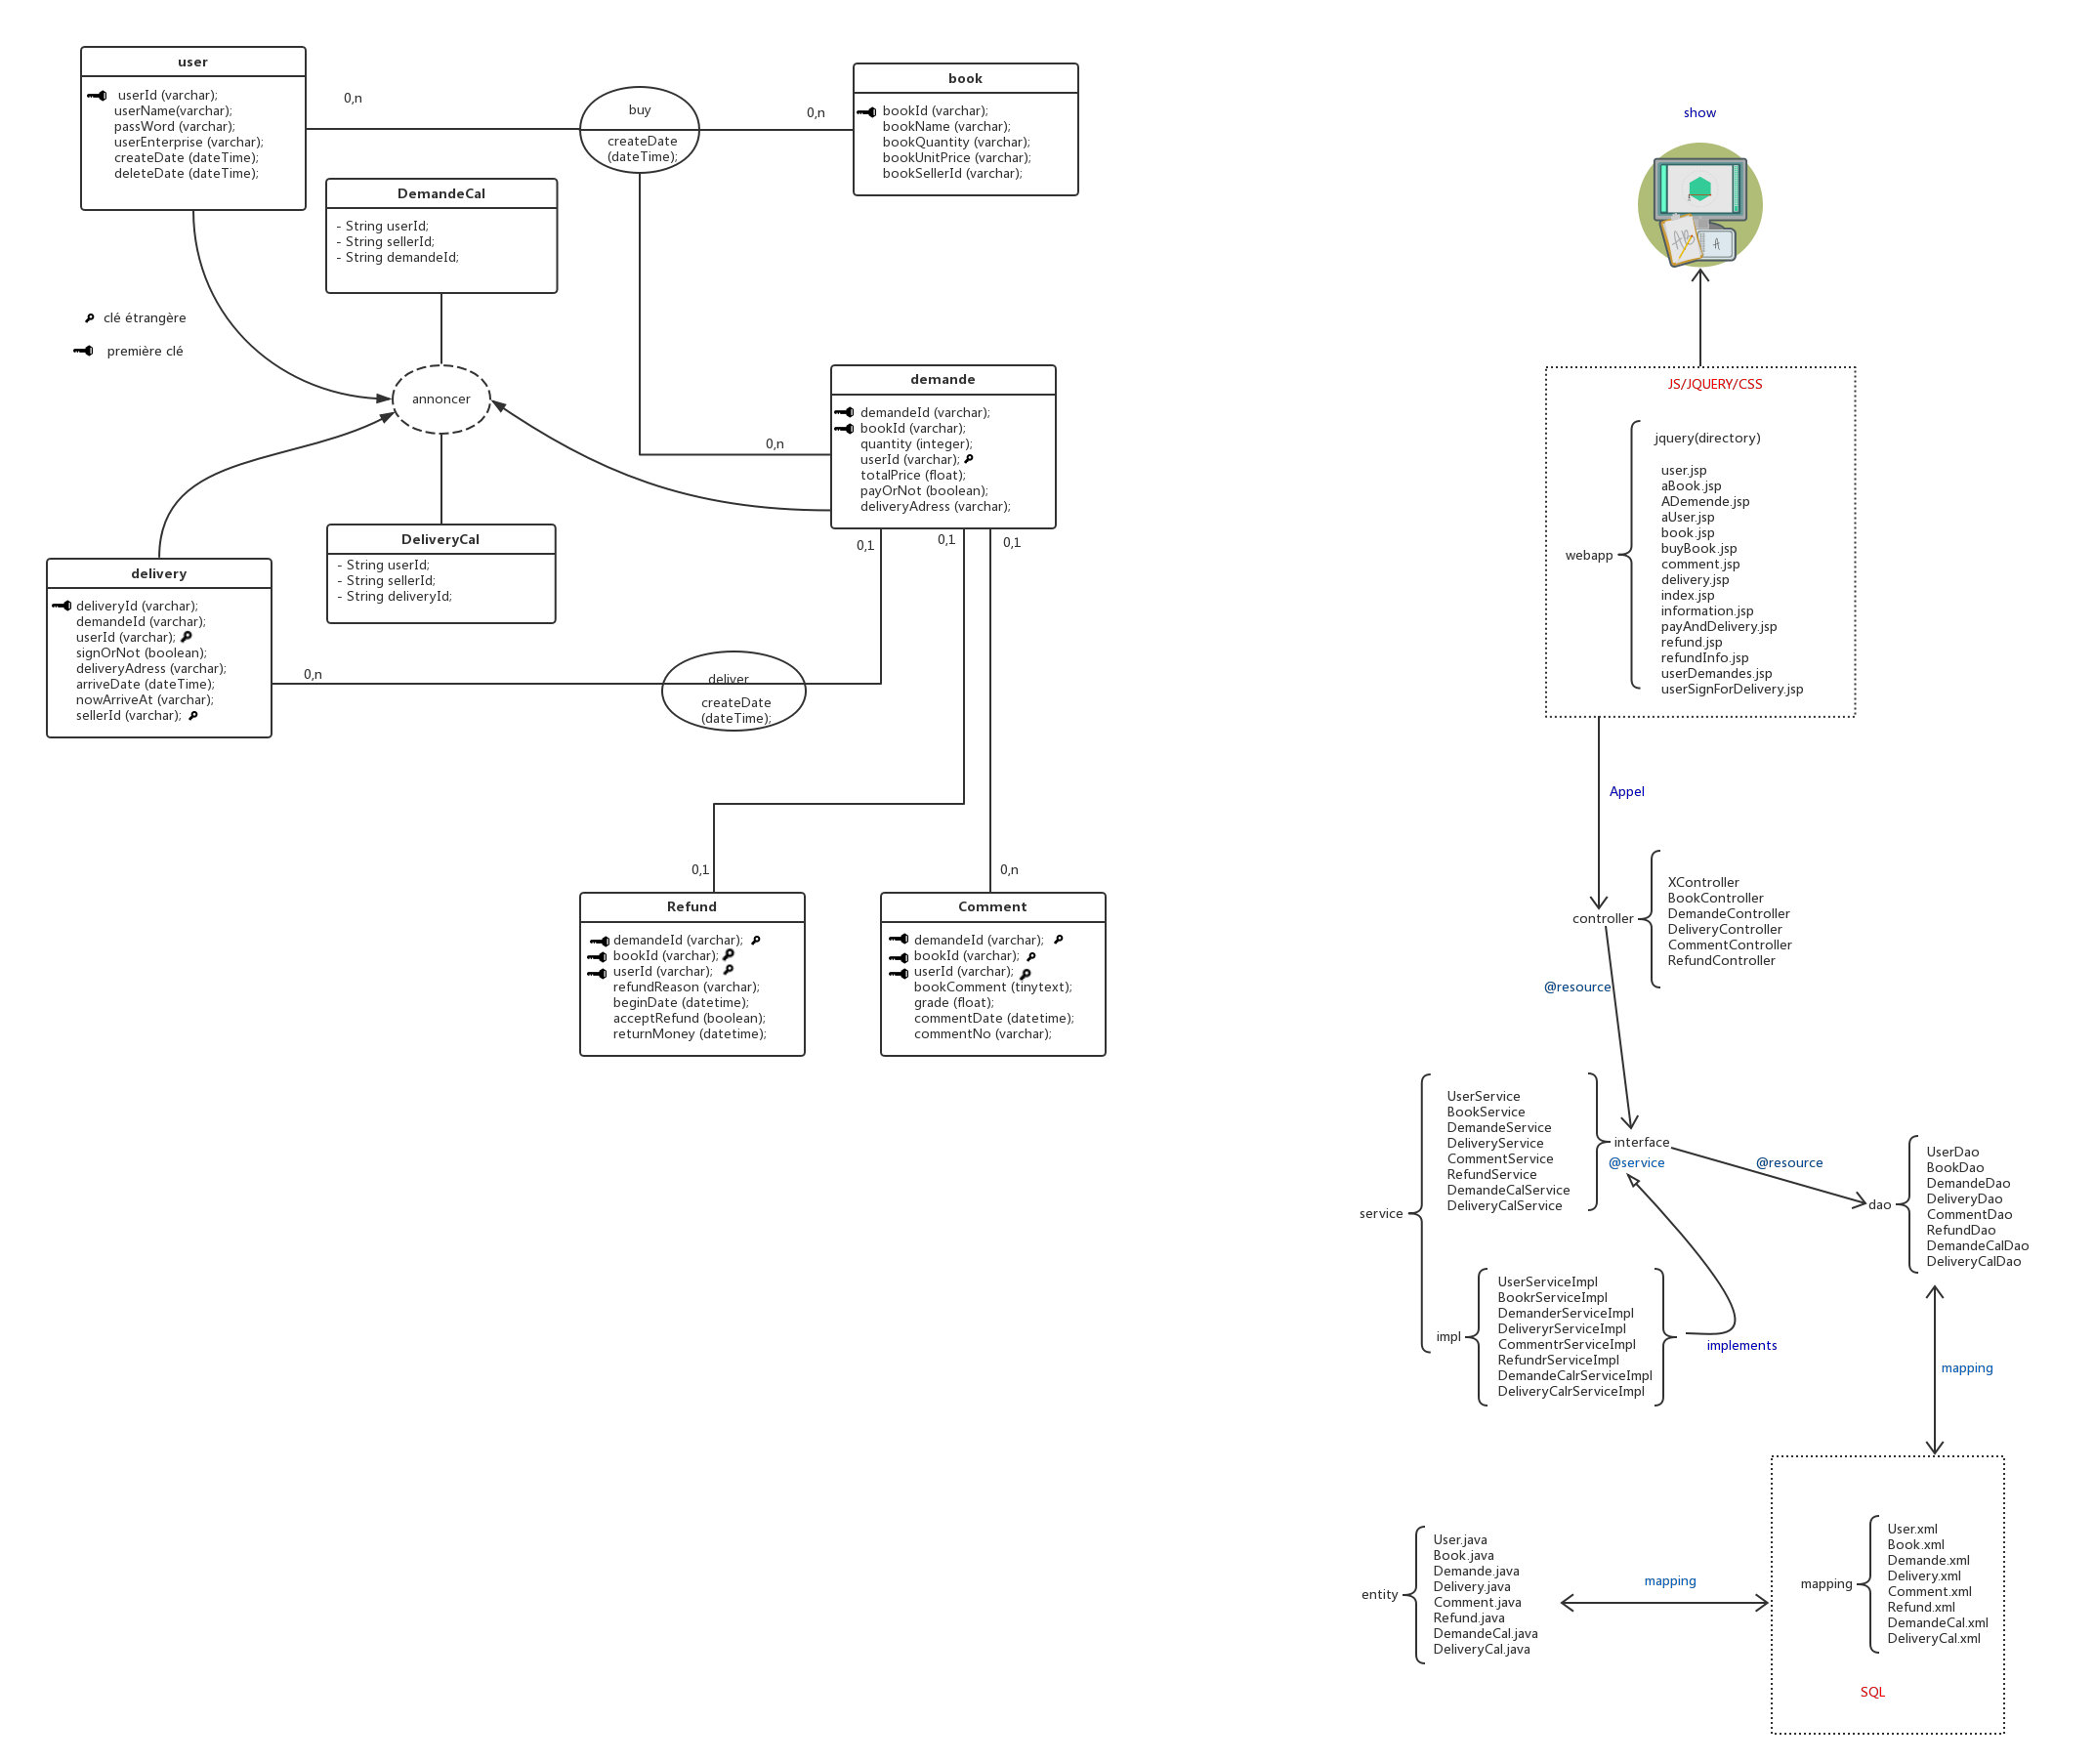 user
userId (varchar);
userName(varchar);
passWord (varchar);
userEnterprise (varchar);
createDate (dateTime);
deleteDate (dateTime);
0,n
buy
createDate
(dateTime);
0,n
book
bookId (varchar);
bookName (varchar);
bookQuantity (varchar);
bookUnitPrice (varchar);
bookSellerId (varchar);
DemandeCal
- String userId;
- String sellerId;
- String demandeId;
clé étrangère
première clé
annoncer
demande
demandeId (varchar);
bookId (varchar);
quantity (integer);
userId (varchar);
totalPrice (float);
payOrNot (boolean);
deliveryAdress (varchar);
0,n
0,1
0,1
0,1
DeliveryCal
- String userId;
- String sellerId;
- String deliveryId;
delivery
deliveryId (varchar);
demandeId (varchar);
userId (varchar);
signOrNot (boolean);
deliveryAdress (varchar);
arriveDate (dateTime);
nowArriveAt (varchar);
sellerId (varchar);
0,n
deliver
createDate
(dateTime);
0,1
0,n
Refund
demandeId (varchar);
bookId (varchar);
userId (varchar);
refundReason (varchar);
beginDate (datetime);
acceptRefund (boolean);
returnMoney (datetime);
Comment
demandeId (varchar);
bookId (varchar);
userId (varchar);
bookComment (tinytext);
grade (float);
commentDate (datetime);
commentNo (varchar);
show
A
JS/JQUERY/CSS
jquery(directory)
user.jsp
aBook.jsp
ADemende.jsp
aUser.jsp
book.jsp
buyBook.jsp
comment.jsp
delivery.jsp
index.jsp
information.jsp
payAndDelivery.jsp
refund.jsp
refundInfo.jsp
userDemandes.jsp
userSignForDelivery.jsp
webapp
Appel
controller
XController
BookController
DemandeController
DeliveryController
CommentController
RefundController
@resource
service
UserService
BookService
DemandeService
DeliveryService
CommentService
RefundService
DemandeCalService
DeliveryCalService
interface
@service
@resource
dao
UserDao
BookDao
DemandeDao
DeliveryDao
CommentDao
RefundDao
DemandeCalDao
DeliveryCalDao
impl
UserServiceImpl
BookrServiceImpl
DemanderServiceImpl
DeliveryrServiceImpl
CommentrServiceImpl
RefundrServiceImpl
DemandeCalrServiceImpl
DeliveryCalrServiceImpl
implements
mapping
entity
User.java
Book.java
Demande.java
Delivery.java
Comment.java
Refund.java
DemandeCal.java
DeliveryCal.java
mapping
mapping
User.xml
Book.xml
Demande.xml
Delivery.xml
Comment.xml
Refund.xml
DemandeCal.xml
DeliveryCal.xml
SQL